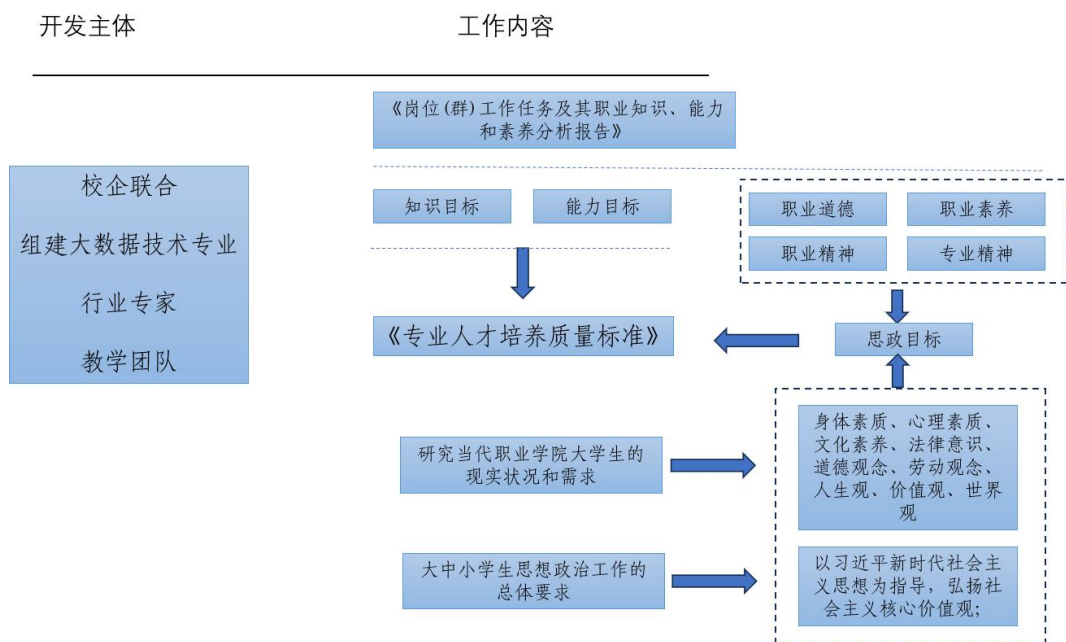 开发主体
工作内容
《岗位(群)工作任务及其职业知识、能力
和素养分析报告》
校企联合
组建大数据技术专业
行业专家
教学团队
知识目标
能力目标
职业道德
职业素养
职业精神
专业精神
《专业人才培养质量标准》
思政目标
研究当代职业学院大学生的
现实状况和需求
身体素质、心理素质、
文化素养、法律意识、
道德观念、劳动观念、
人生观、价值观、世界
观
大中小学生思想政治工作的
总体要求
以习近平新时代社会主
义思想为指导，弘扬社
会主义核心价值观;